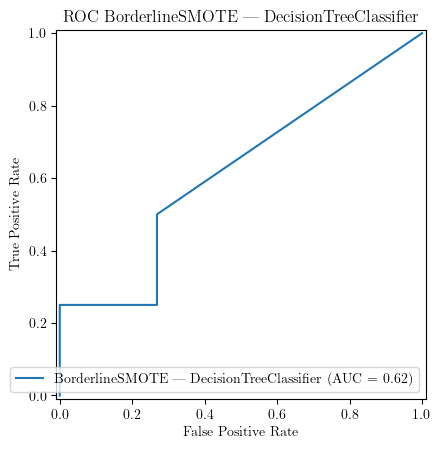 ROC BorderlineSMOTE — DecisionTreeClassifier
1.0
0.8
0.6
0.4
0.2
0.0
True Positive Rate
BorderlineSMOTE — DecisionTreeClassifier (AUC = 0.62)
0.0 0.2 0.4 0.6 0.8 1.0
False Positive Rate